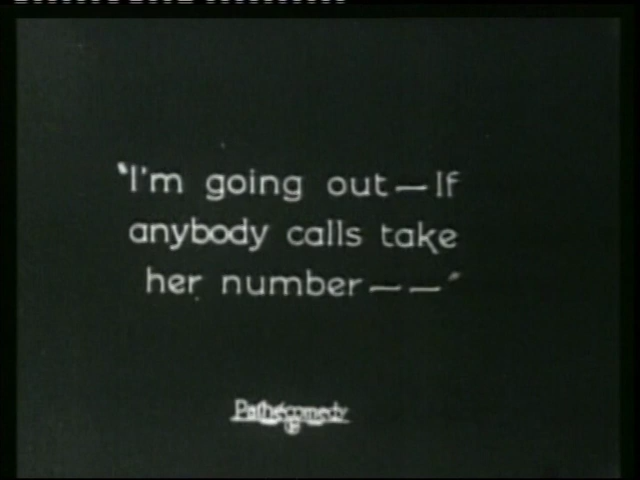 "I'm going out — If
anybody calls take
her number — — "
Pathécomedy